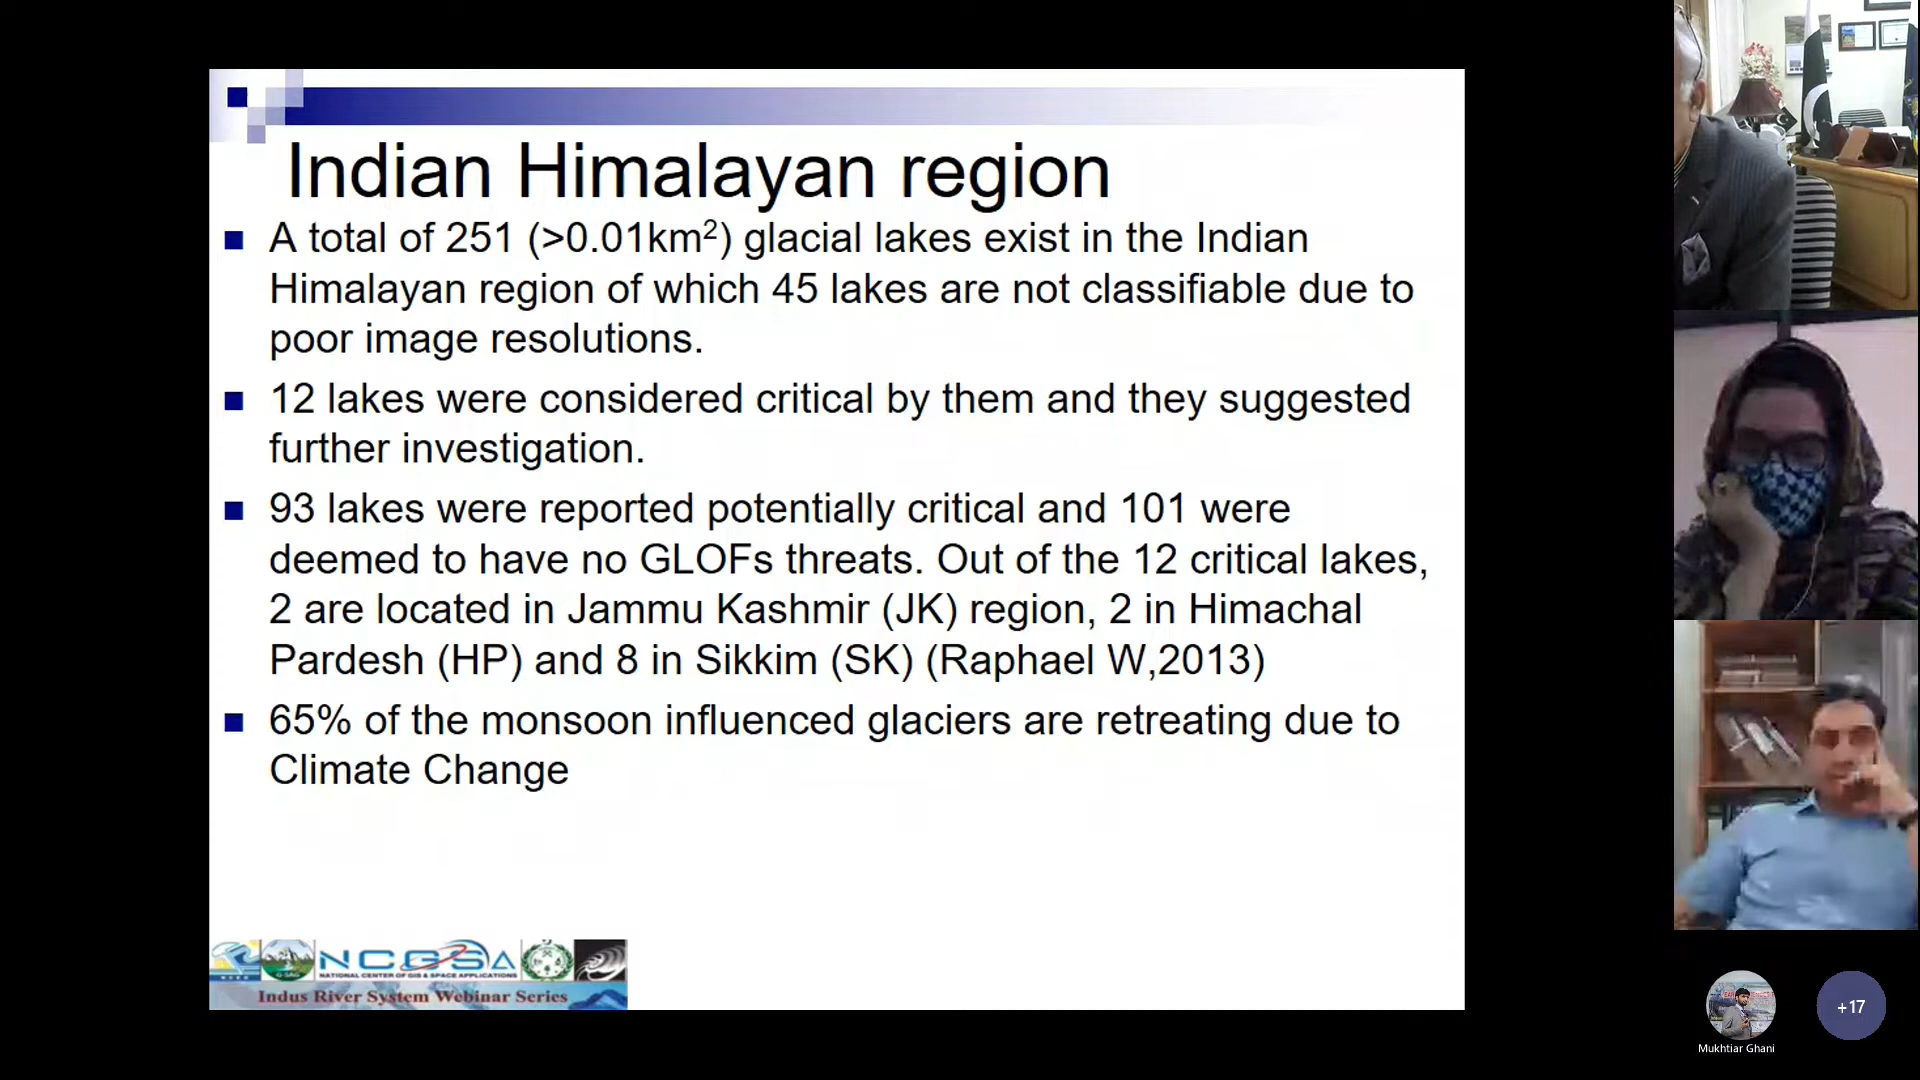 Indian Himalayan region
A total of 251 (>0.01km²) glacial lakes exist in the Indian
Himalayan region of which 45 lakes are not classifiable due to
poor image resolutions.
12 lakes were considered critical by them and they suggested
further investigation.
93 lakes were reported potentially critical and 101 were
deemed to have no GLOFs threats. Out of the 12 critical lakes,
2 are located in Jammu Kashmir (JK) region, 2 in Himachal
Pardesh (HP) and 8 in Sikkim (SK) (Raphael W,2013)
65% of the monsoon influenced glaciers are retreating due to
Climate Change
NCGSA
NATIONAL CENTER OF GIS & SPACE APPLICATIONS
Indus River System Webinar Series
+17
Mukhtiar Ghani